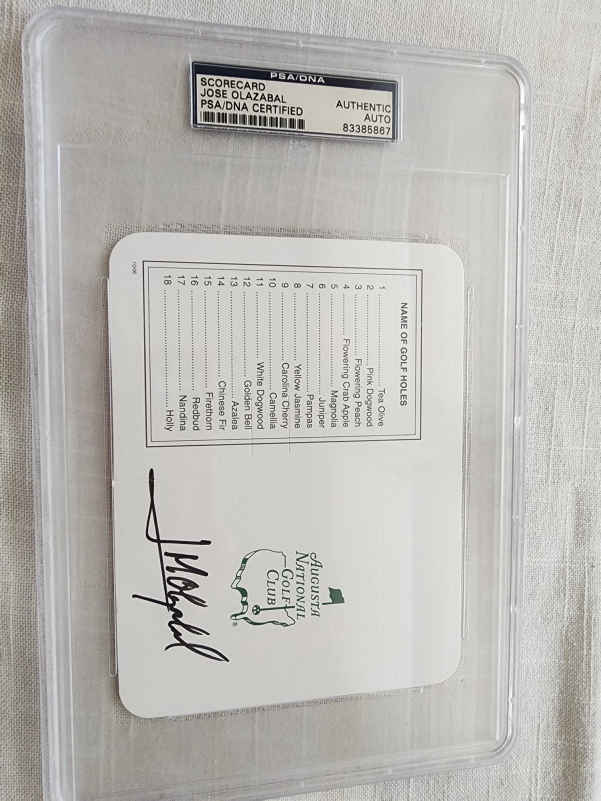 PSA/DNA
SCORECARD
JOSE OLAZABAL
PSA/DNA CERTIFIED
AUTHENTIC
AUTO
83385867
NAME OF GOLF HOLES
1 Tea Olive
2 Pink Dogwood
3 Flowering Peach
4 Flowering Crab Apple
5 Magnolia
6 Juniper
7 Pampas
8 Yellow Jasmine
9 Carolina Cherry
10 Camellia
11 White Dogwood
12 Golden Bell
13 Azalea
14 Chinese Fir
15 Firethorn
16 Redbud
17 Nandina
18 Holly
AUGUSTA
NATIONAL
GOLF
CLUB
®
JM Olazabal